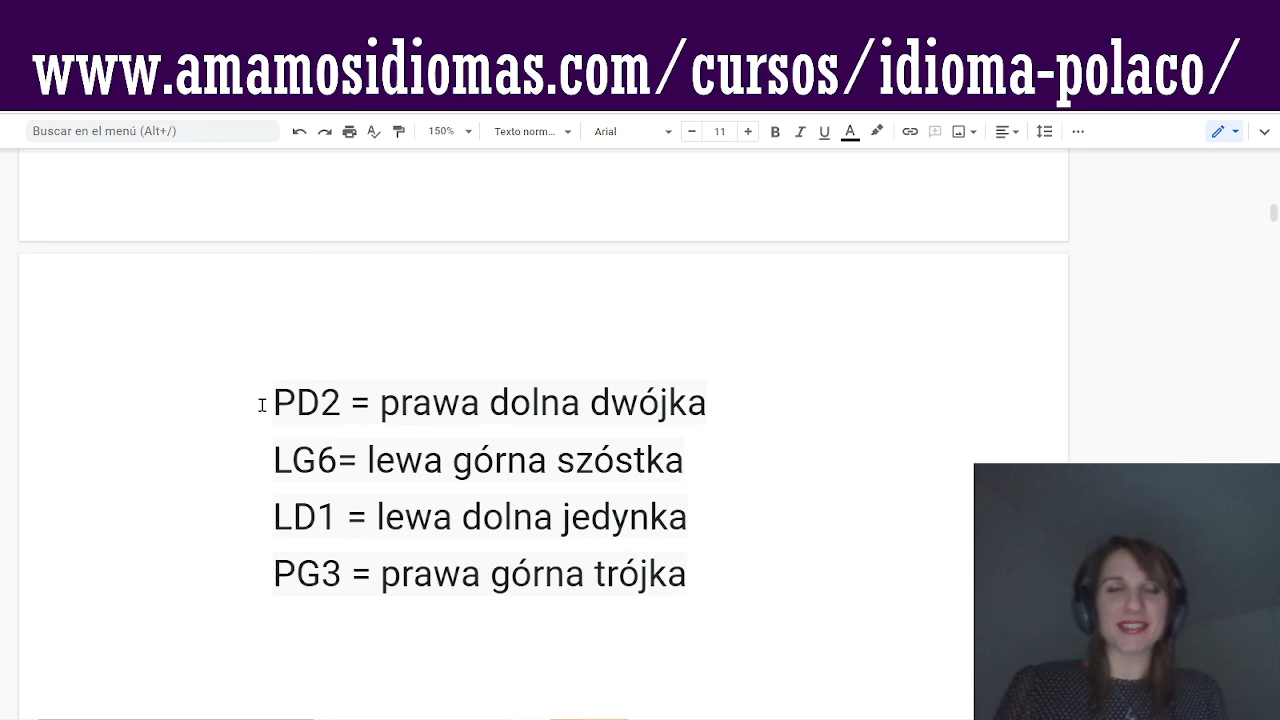 www.amamosidiomas.com/cursos/idioma-polaco/
Buscar en el menú (Alt+/)
150%
Texto norm...
Arial
11
B
I
U
A
PD2 = prawa dolna dwójka
LG6= lewa górna szóstka
LD1 = lewa dolna jedynka
PG3 = prawa górna trójka